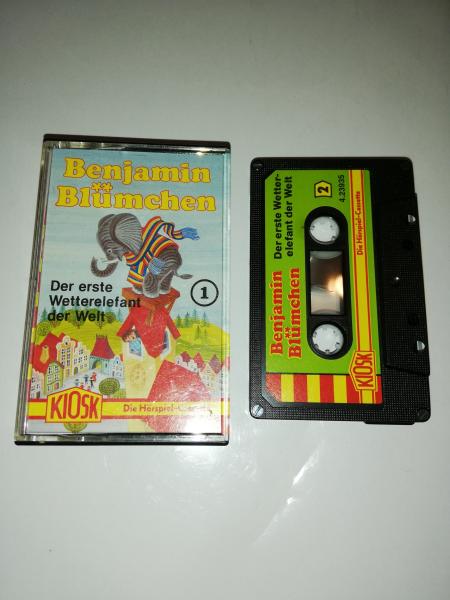 Benjamin
Blümchen
Der erste
Wetterelefant
der Welt
1
KIOSK
Die Hörspiel-Cassette
Benjamin
Blümchen
Der erste Wetter-
elefant der Welt
2
4.23935
KIOSK
Die Hörspiel-Cassette